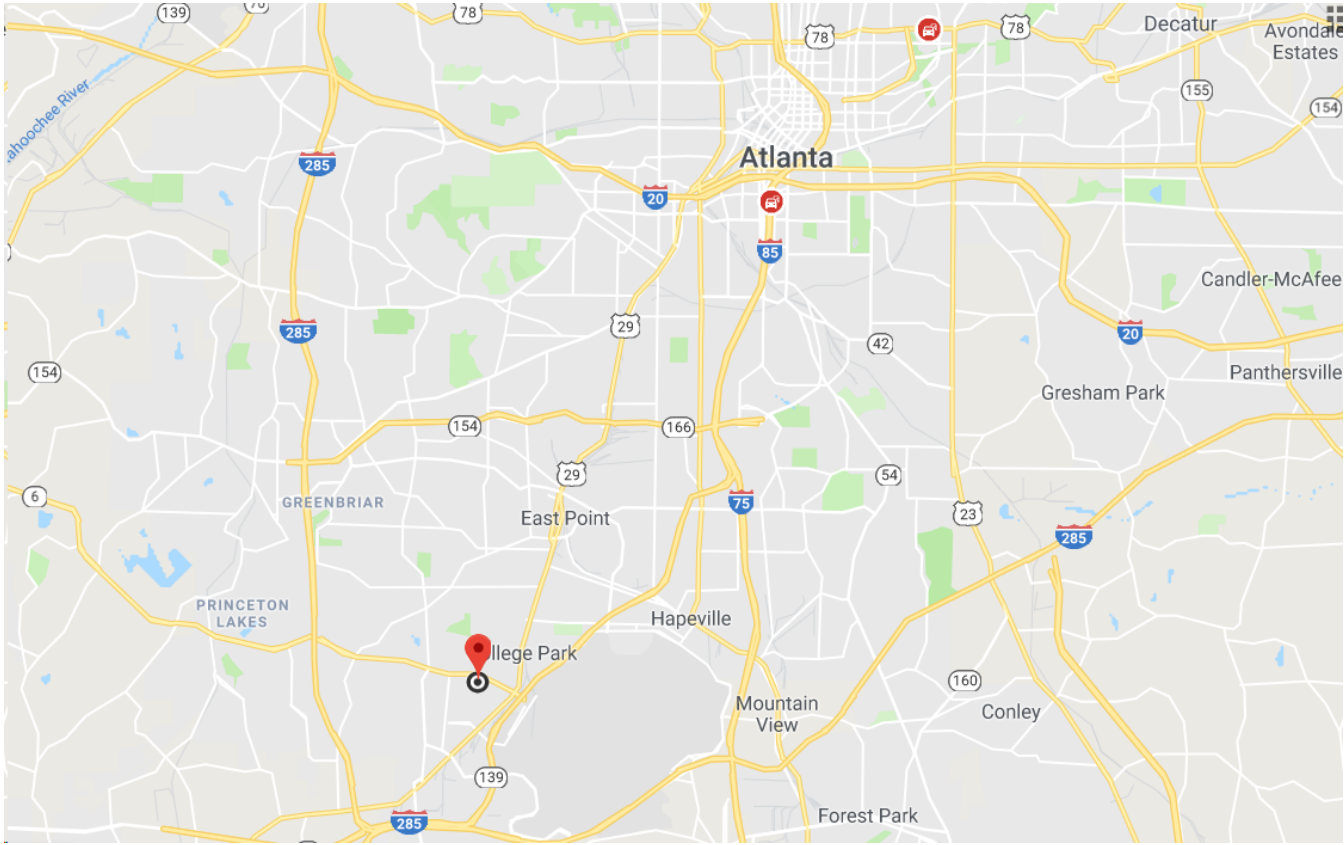 139
78
78
78
Decatur
Avondale
Estates
155
154
ahoochee River
285
Atlanta
20
85
Candler-McAfee
285
29
20
42
154
Panthersville
Gresham Park
154
166
29
54
6
GREENBRIAR
75
23
East Point
285
PRINCETON
LAKES
Hapeville
llege Park
160
Mountain
View
Conley
139
285
Forest Park